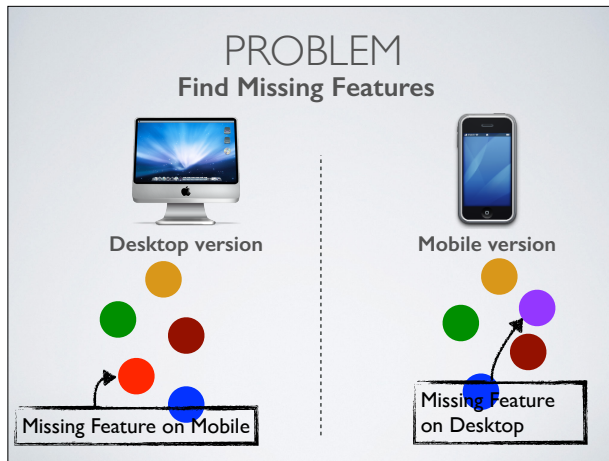 PROBLEM
Find Missing Features
Desktop version
Mobile version
Missing Feature on Mobile
Missing Feature
on Desktop